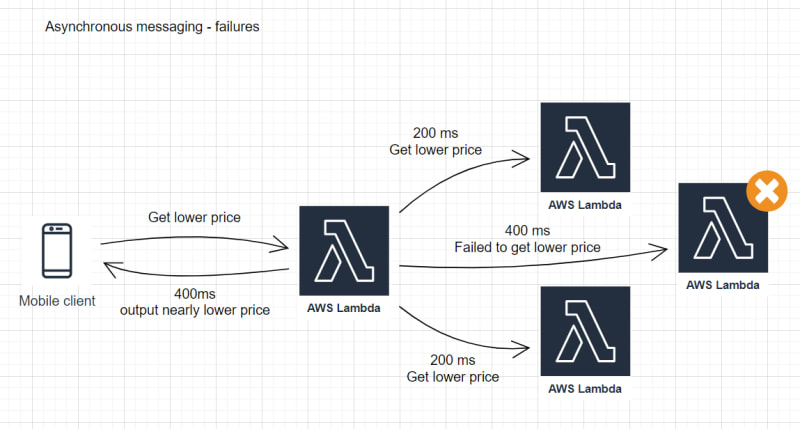 Asynchronous messaging - failures
200 ms
Get lower price
AWS Lambda
Get lower price
400 ms
Failed to get lower price
AWS Lambda
Mobile client
400ms
output nearly lower price
AWS Lambda
200 ms
Get lower price
AWS Lambda